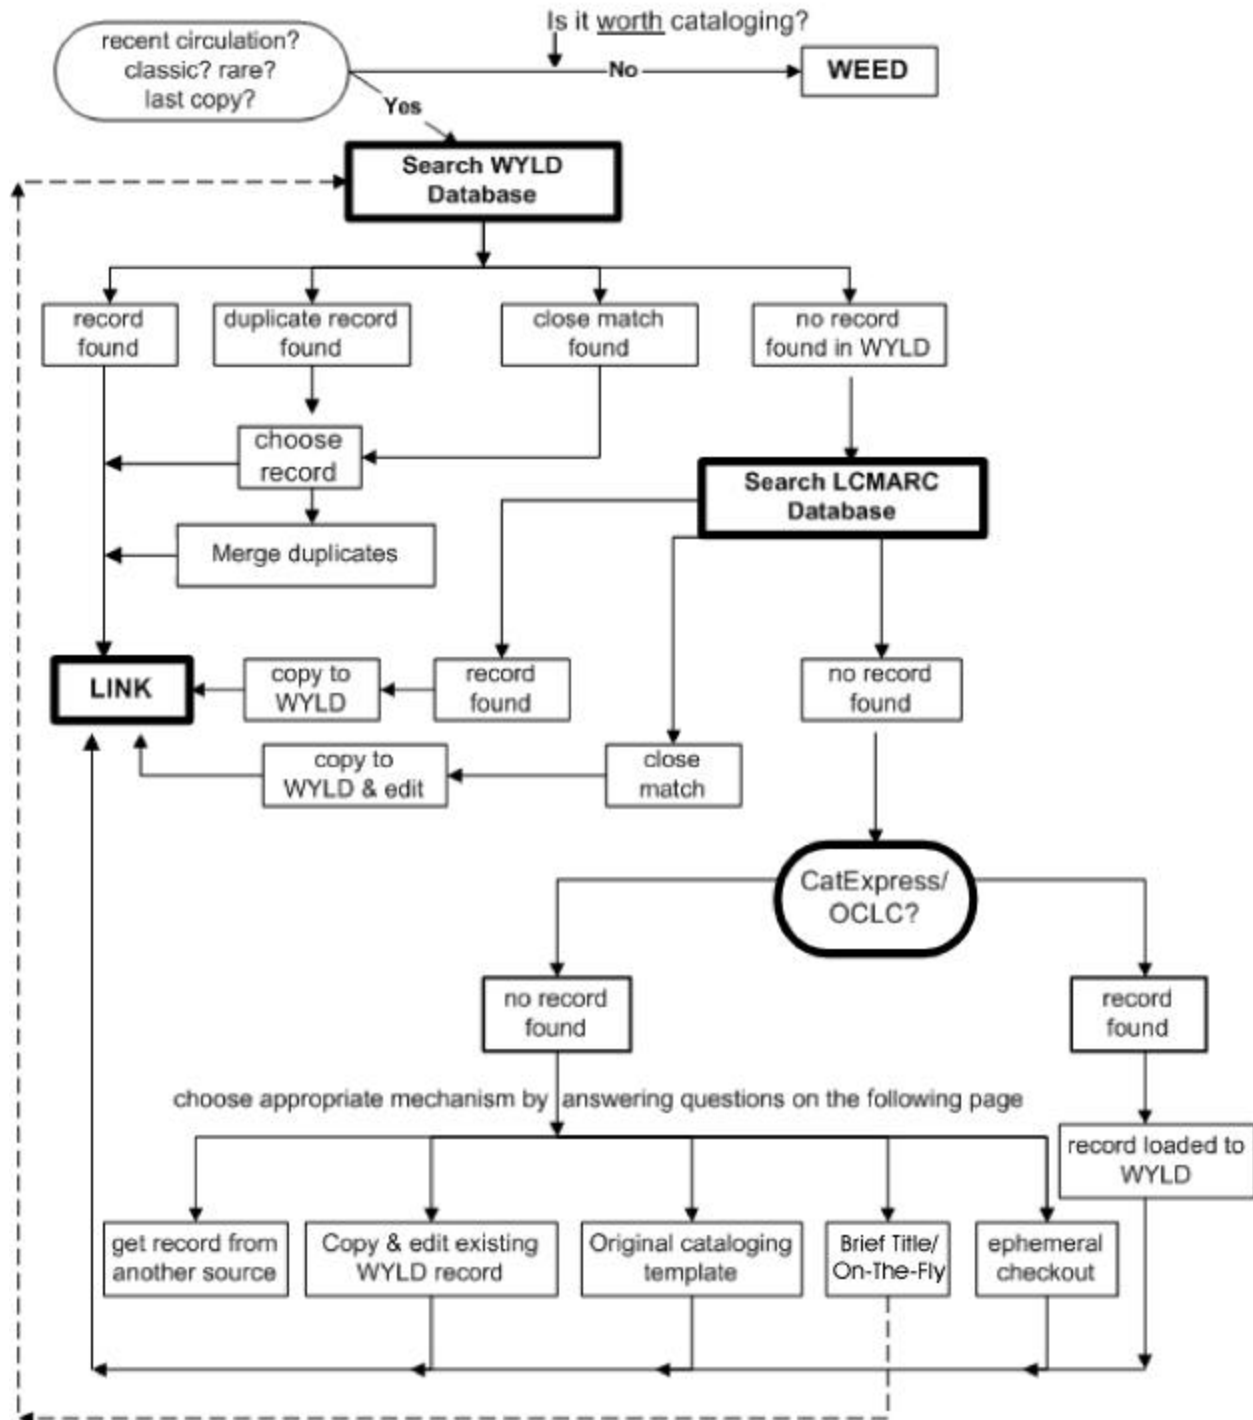 Is it worth cataloging?
recent circulation?
classic? rare?
last copy?
No
WEED
Yes
Search WYLD
Database
record
found
duplicate record
found
close match
found
no record
found in WYLD
choose
record
Search LCMARC
Database
Merge duplicates
LINK
copy to
WYLD
record
found
no record
found
copy to
WYLD & edit
close
match
CatExpress/
OCLC?
no record
found
record
found
choose appropriate mechanism by answering questions on the following page
record loaded to
WYLD
get record from
another source
Copy & edit existing
WYLD record
Original cataloging
template
Brief Title/
On-The-Fly
ephemeral
checkout